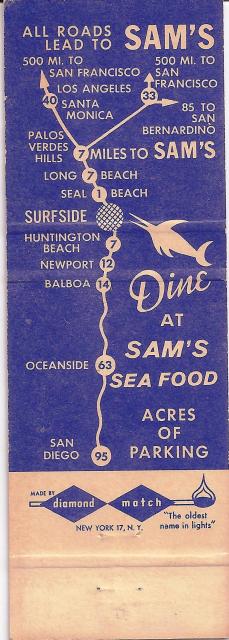 ALL ROADS
LEAD TO SAM'S
500 MI. TO
SAN FRANCISCO
500 MI. TO
SAN
FRANCISCO
LOS ANGELES
40
SANTA
MONICA
33
85 TO
SAN
BERNARDINO
PALOS
VERDES
HILLS
7 MILES TO SAM'S
LONG 7 BEACH
SEAL 1 BEACH
SURFSIDE
HUNTINGTON
BEACH 7
NEWPORT 12
BALBOA 14
Dine
AT
SAM'S
SEA FOOD
OCEANSIDE 63
ACRES
OF
PARKING
SAN
DIEGO 95
MADE BY
diamond match
NEW YORK 17, N.Y.
"The oldest
name in lights"